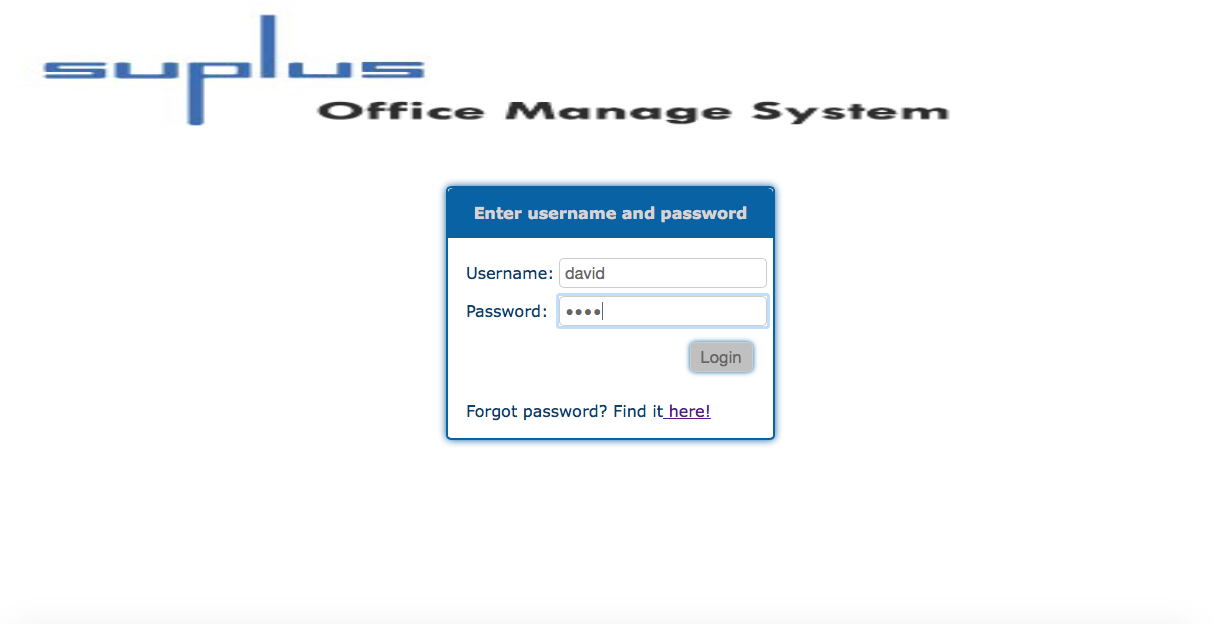 suplus
Office Manage System
Enter username and password
Username: david
Password: ••••
Login
Forgot password? Find it here!